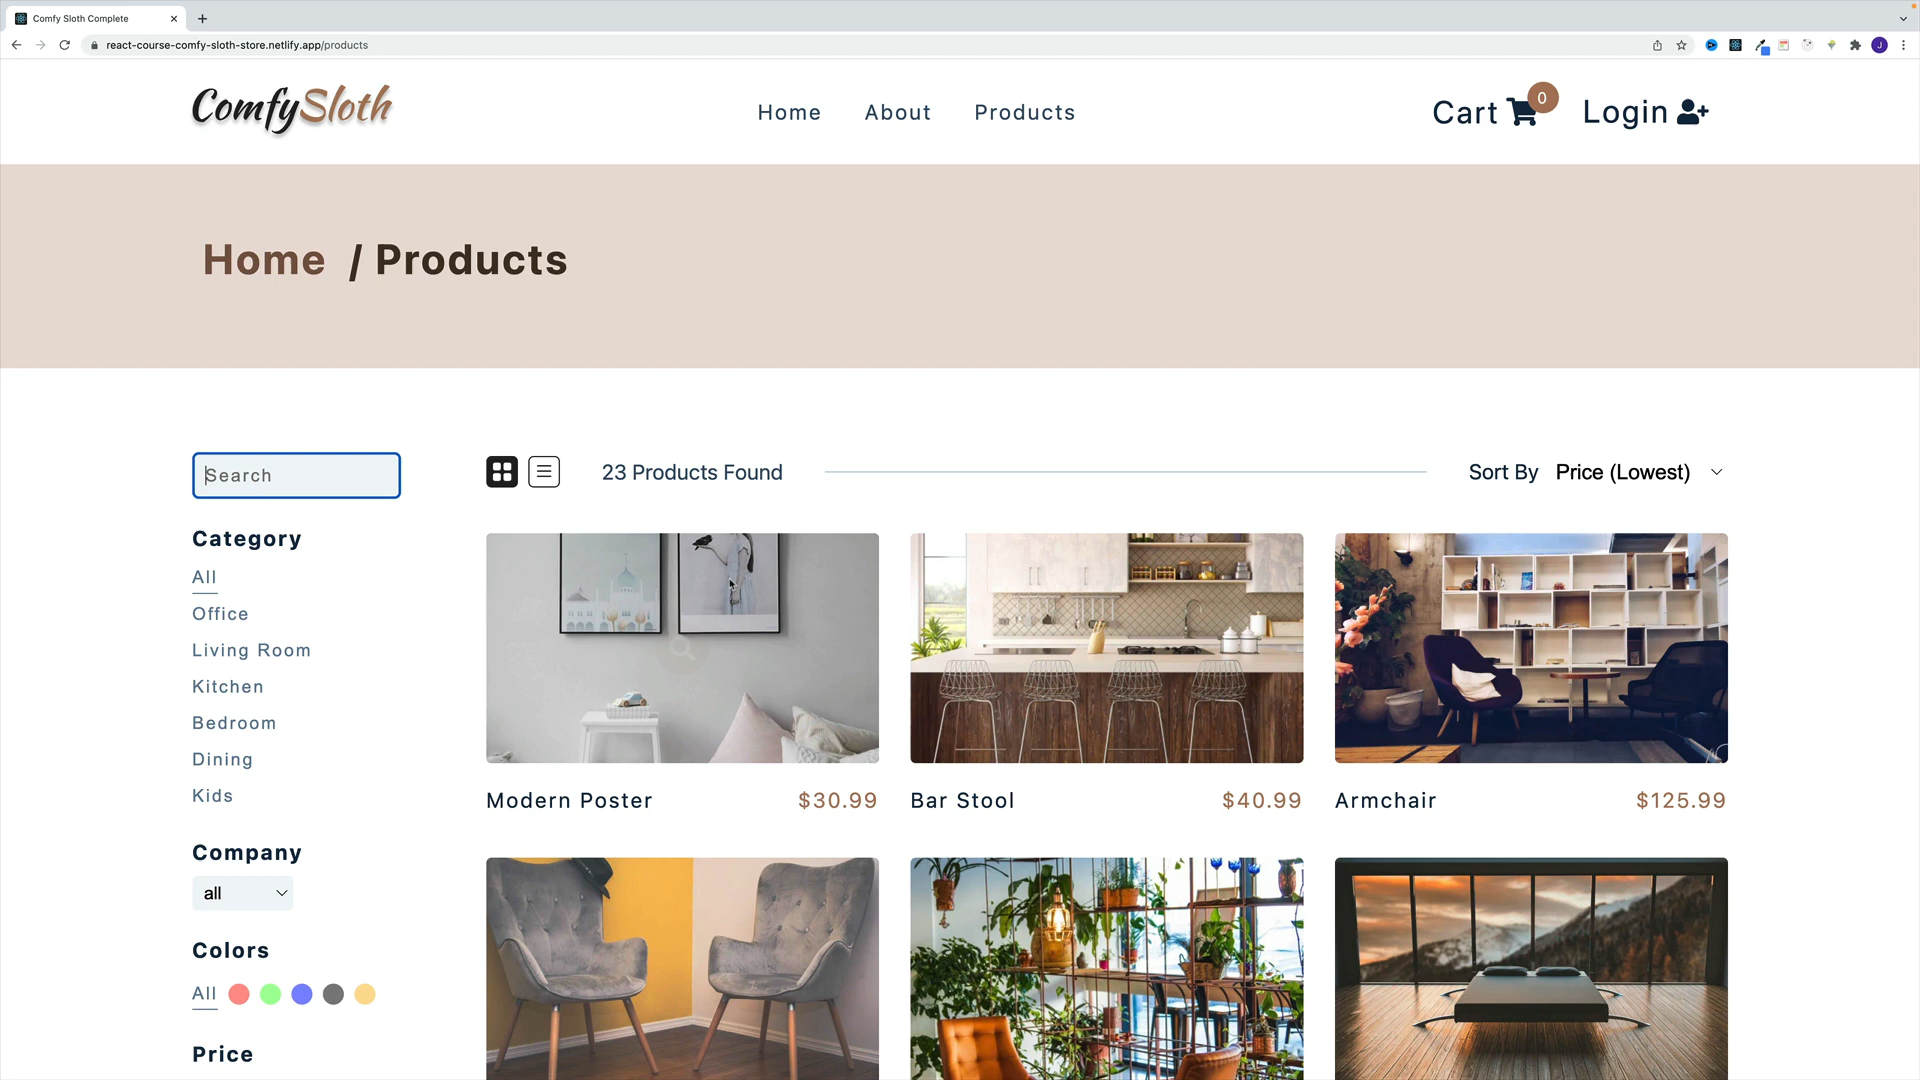 Comfy Sloth Complete
react-course-comfy-sloth-store.netlify.app/products
J
ComfySloth
Home About Products
Cart 0 Login
Home / Products
Search
23 Products Found
Sort By Price (Lowest)
Category
All
Office
Living Room
Kitchen
Bedroom
Dining
Kids
Company
all
Colors
All
Price
Modern Poster $30.99
Bar Stool $40.99
Armchair $125.99